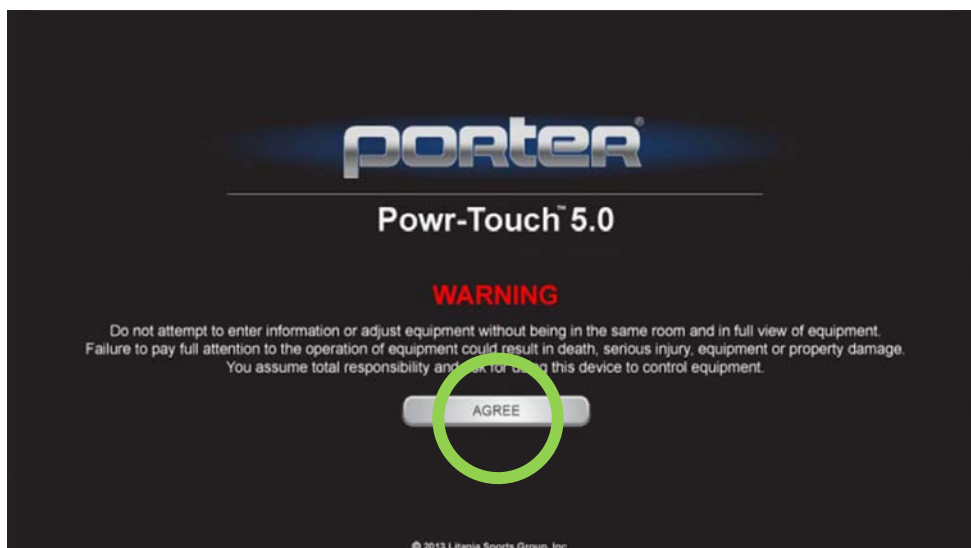 porter®
Powr-Touch™ 5.0
WARNING
Do not attempt to enter information or adjust equipment without being in the same room and in full view of equipment.
Failure to pay full attention to the operation of equipment could result in death, serious injury, equipment or property damage.
You assume total responsibility and risk for using this device to control equipment.
AGREE
© 2013 Litania Sports Group, Inc.